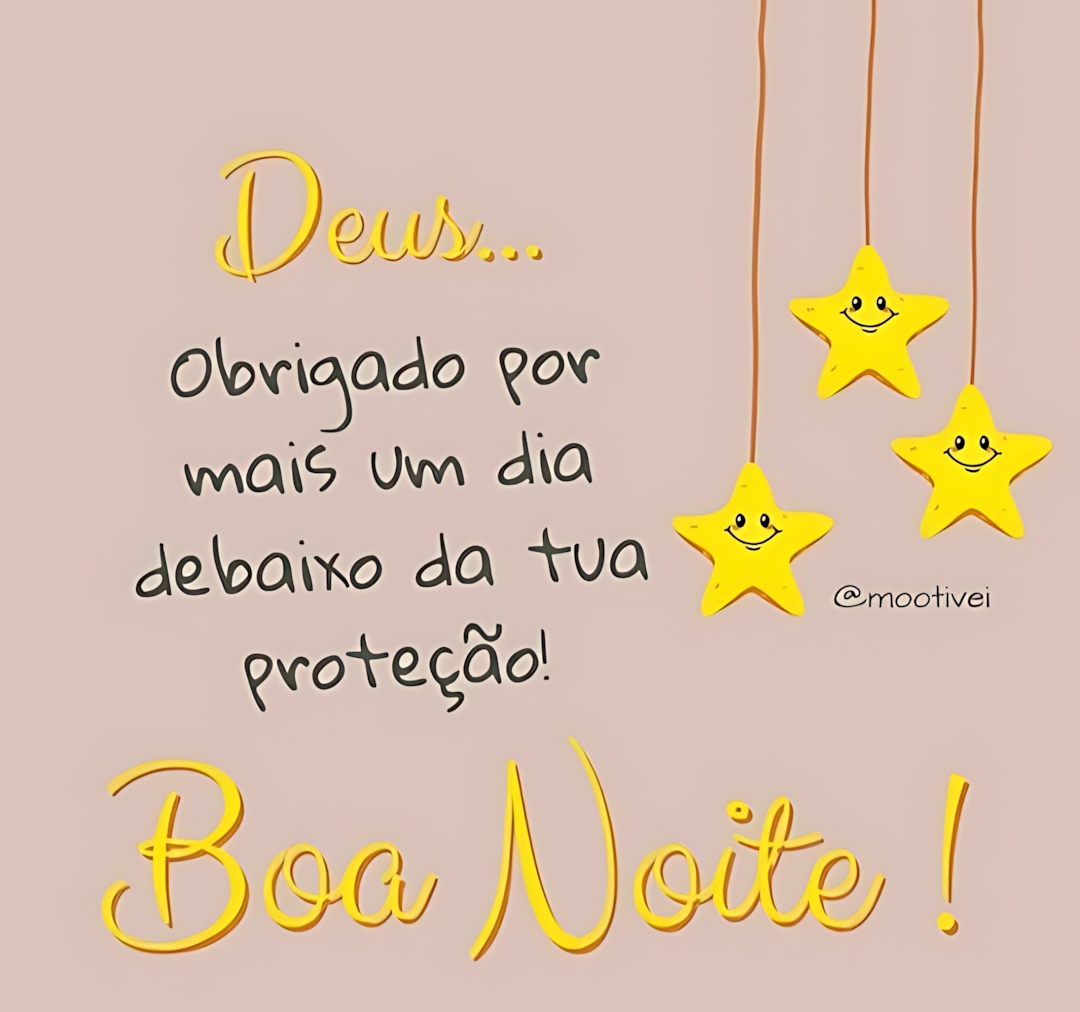 Deus...
Obrigado por
mais um dia
debaixo da tua
proteção!
@mootivei
Boa Noite!